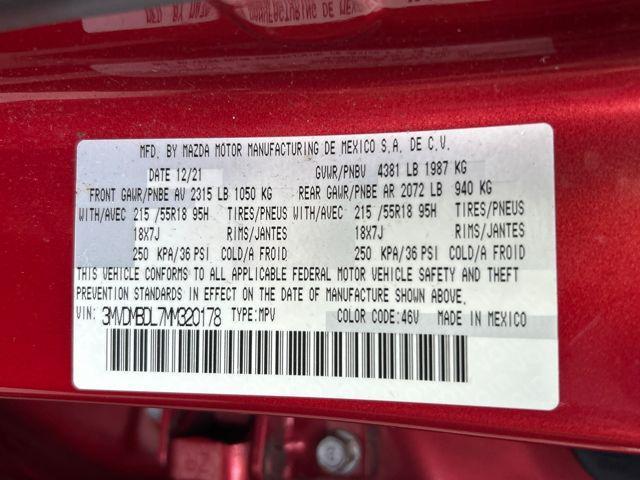 MFD. BY MAZDA MOTOR MANUFACTURING DE MEXICO S.A. DE C.V.
DATE 12/21 GVWR/PNBV 4381 LB 1987 KG
FRONT GAWR/PNBE AV 2315 LB 1050 KG REAR GAWR/PNBE AR 2072 LB 940 KG
WITH/AVEC 215 /55R18 95H TIRES/PNEUS WITH/AVEC 215 /55R18 95H TIRES/PNEUS
18X7J RIMS/JANTES 18X7J RIMS/JANTES
250 KPA/36 PSI COLD/A FROID 250 KPA/36 PSI COLD/A FROID
THIS VEHICLE CONFORMS TO ALL APPLICABLE FEDERAL MOTOR VEHICLE SAFETY AND THEFT
PREVENTION STANDARDS IN EFFECT ON THE DATE OF MANUFACTURE SHOWN ABOVE.
VIN: 3MVDMBDL7MM320178 TYPE:MPV COLOR CODE:46V MADE IN MEXICO